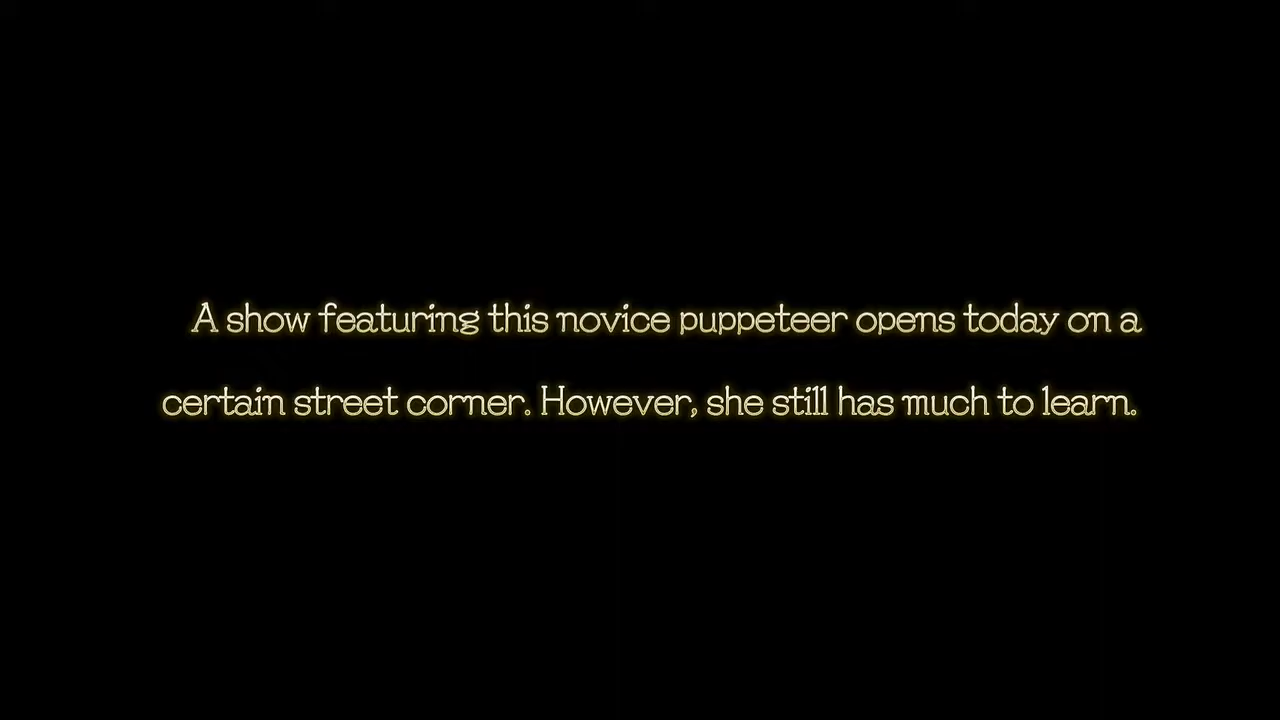 A show featuring this novice puppeteer opens today on a
certain street corner. However, she still has much to learn.